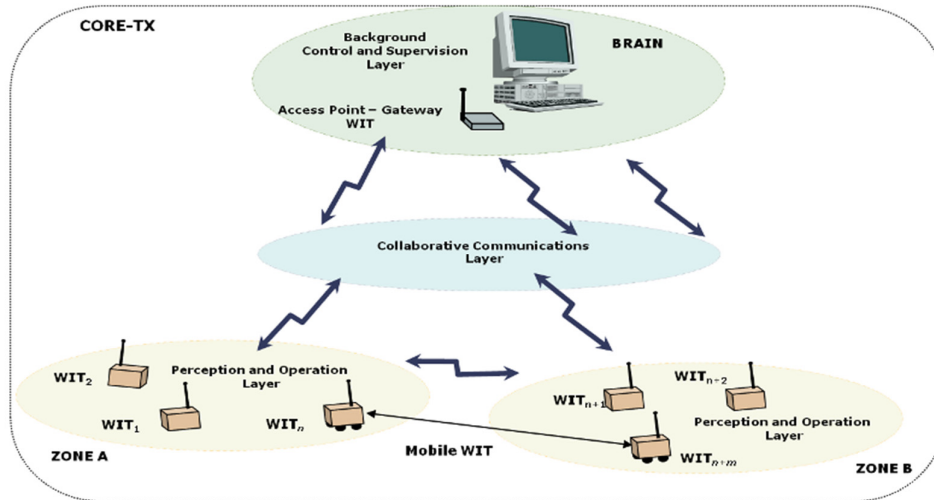 CORE-TX
Background
Control and Supervision
Layer
BRAIN
Access Point – Gateway
WIT
Collaborative Communications
Layer
Perception and Operation
Layer
WIT2
WIT1
WITn
ZONE A
Mobile WIT
WITn+1
WITn+2
Perception and Operation
Layer
WITn+m
ZONE B